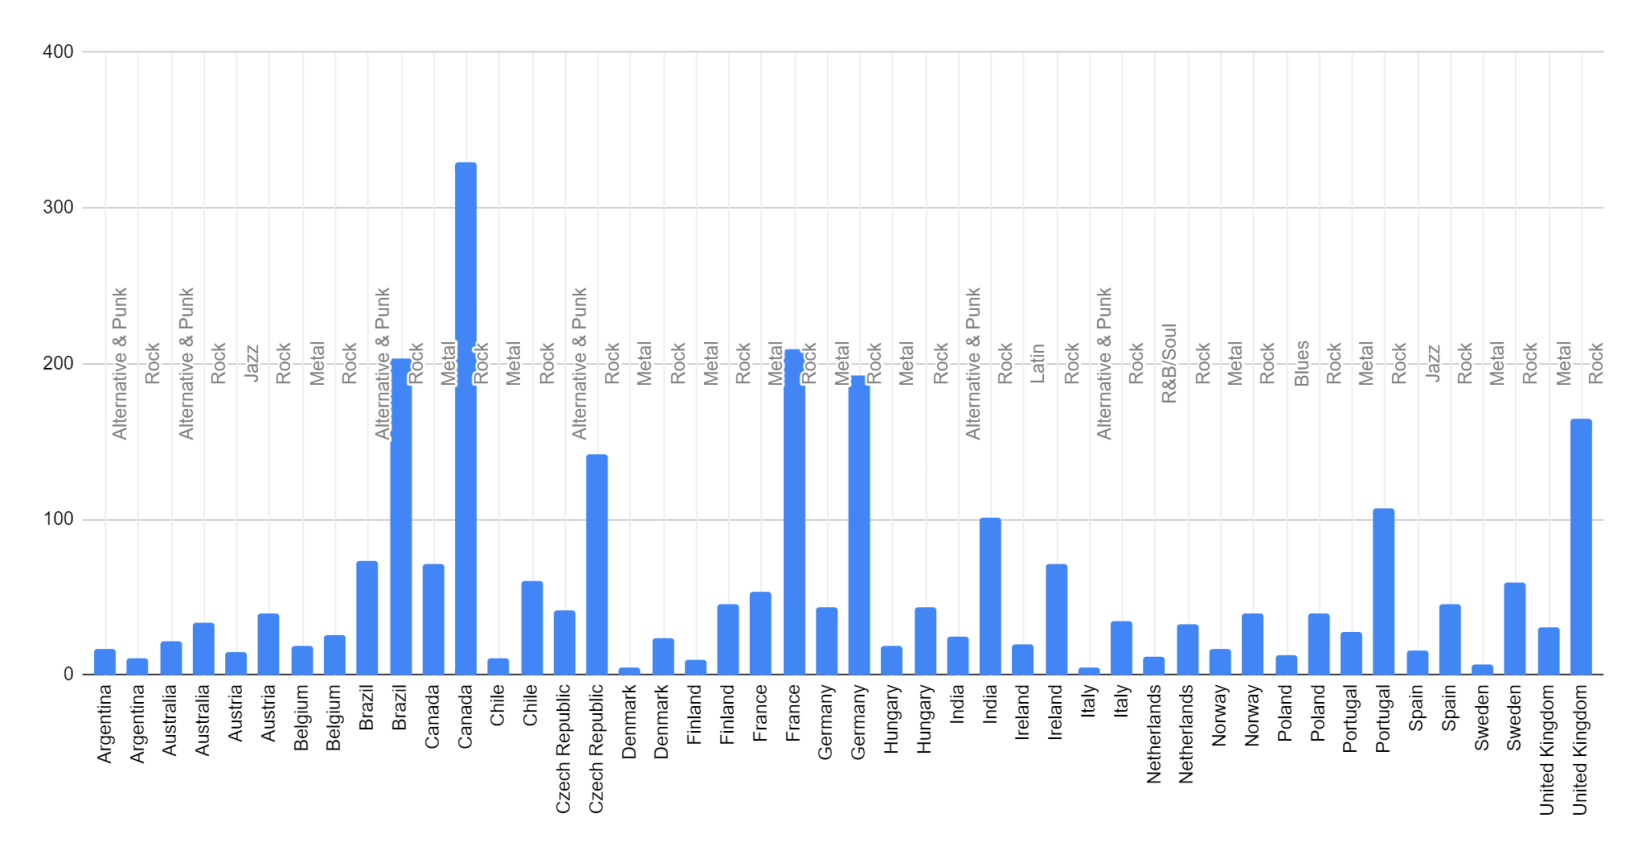 400
300
200
100
0
Alternative & Punk
Rock
Alternative & Punk
Rock
Jazz
Rock
Metal
Rock
Alternative & Punk
Rock
Metal
Rock
Metal
Rock
Alternative & Punk
Rock
Metal
Rock
Metal
Rock
Metal
Rock
Metal
Rock
Metal
Rock
Alternative & Punk
Rock
Latin
Rock
Alternative & Punk
Rock
R&B/Soul
Rock
Metal
Rock
Blues
Rock
Metal
Rock
Jazz
Rock
Metal
Rock
Metal
Rock
Argentina
Argentina
Australia
Australia
Austria
Austria
Belgium
Belgium
Brazil
Brazil
Canada
Canada
Chile
Chile
Czech Republic
Czech Republic
Denmark
Denmark
Finland
Finland
France
France
Germany
Germany
Hungary
Hungary
India
India
Ireland
Ireland
Italy
Italy
Netherlands
Netherlands
Norway
Norway
Poland
Poland
Portugal
Portugal
Spain
Spain
Sweden
Sweden
United Kingdom
United Kingdom